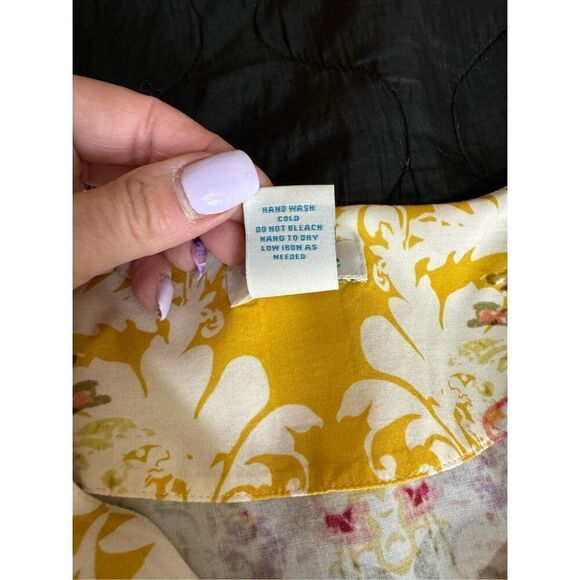 HAND WASH
COLD
DO NOT BLEACH
HANG TO DRY
LOW IRON AS
NEEDED